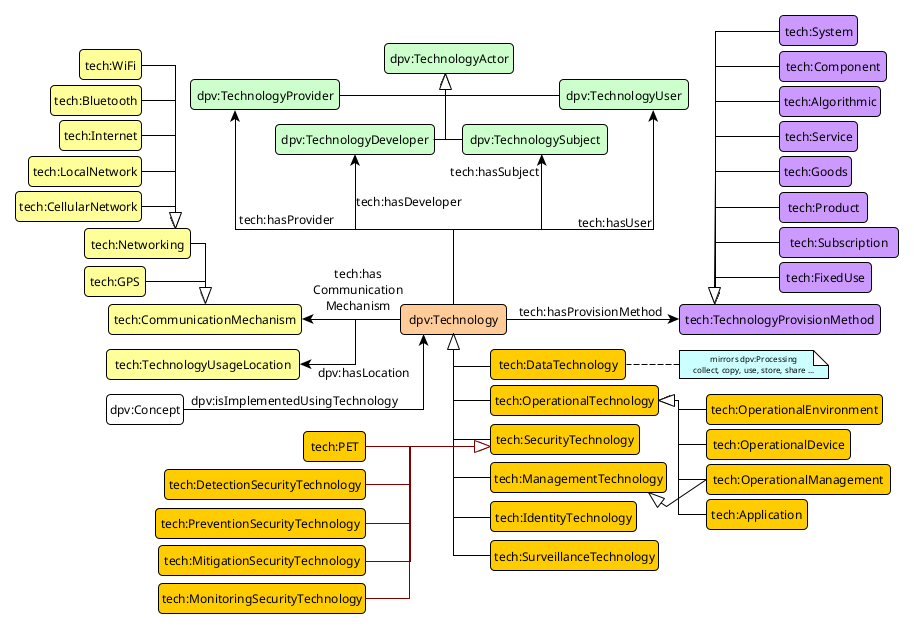 tech:System
dpv:TechnologyActor
tech:WiFi
tech:Component
dpv:TechnologyProvider
dpv:TechnologyUser
tech:Bluetooth
tech:Algorithmic
tech:Internet
dpv:TechnologyDeveloper
dpv:TechnologySubject
tech:Service
tech:LocalNetwork
tech:hasSubject
tech:Goods
tech:CellularNetwork
tech:hasDeveloper
tech:Product
tech:hasProvider
tech:hasUser
tech:Networking
tech:Subscription
tech:GPS
tech:has
Communication
Mechanism
tech:FixedUse
tech:CommunicationMechanism
dpv:Technology
tech:hasProvisionMethod
tech:TechnologyProvisionMethod
tech:TechnologyUsageLocation
dpv:hasLocation
tech:DataTechnology
mirrors dpv:Processing
collect, copy, use, store, share ...
dpv:Concept
dpv:isImplementedUsingTechnology
tech:OperationalTechnology
tech:OperationalEnvironment
tech:PET
tech:SecurityTechnology
tech:OperationalDevice
tech:DetectionSecurityTechnology
tech:ManagementTechnology
tech:OperationalManagement
tech:PreventionSecurityTechnology
tech:IdentityTechnology
tech:Application
tech:MitigationSecurityTechnology
tech:SurveillanceTechnology
tech:MonitoringSecurityTechnology